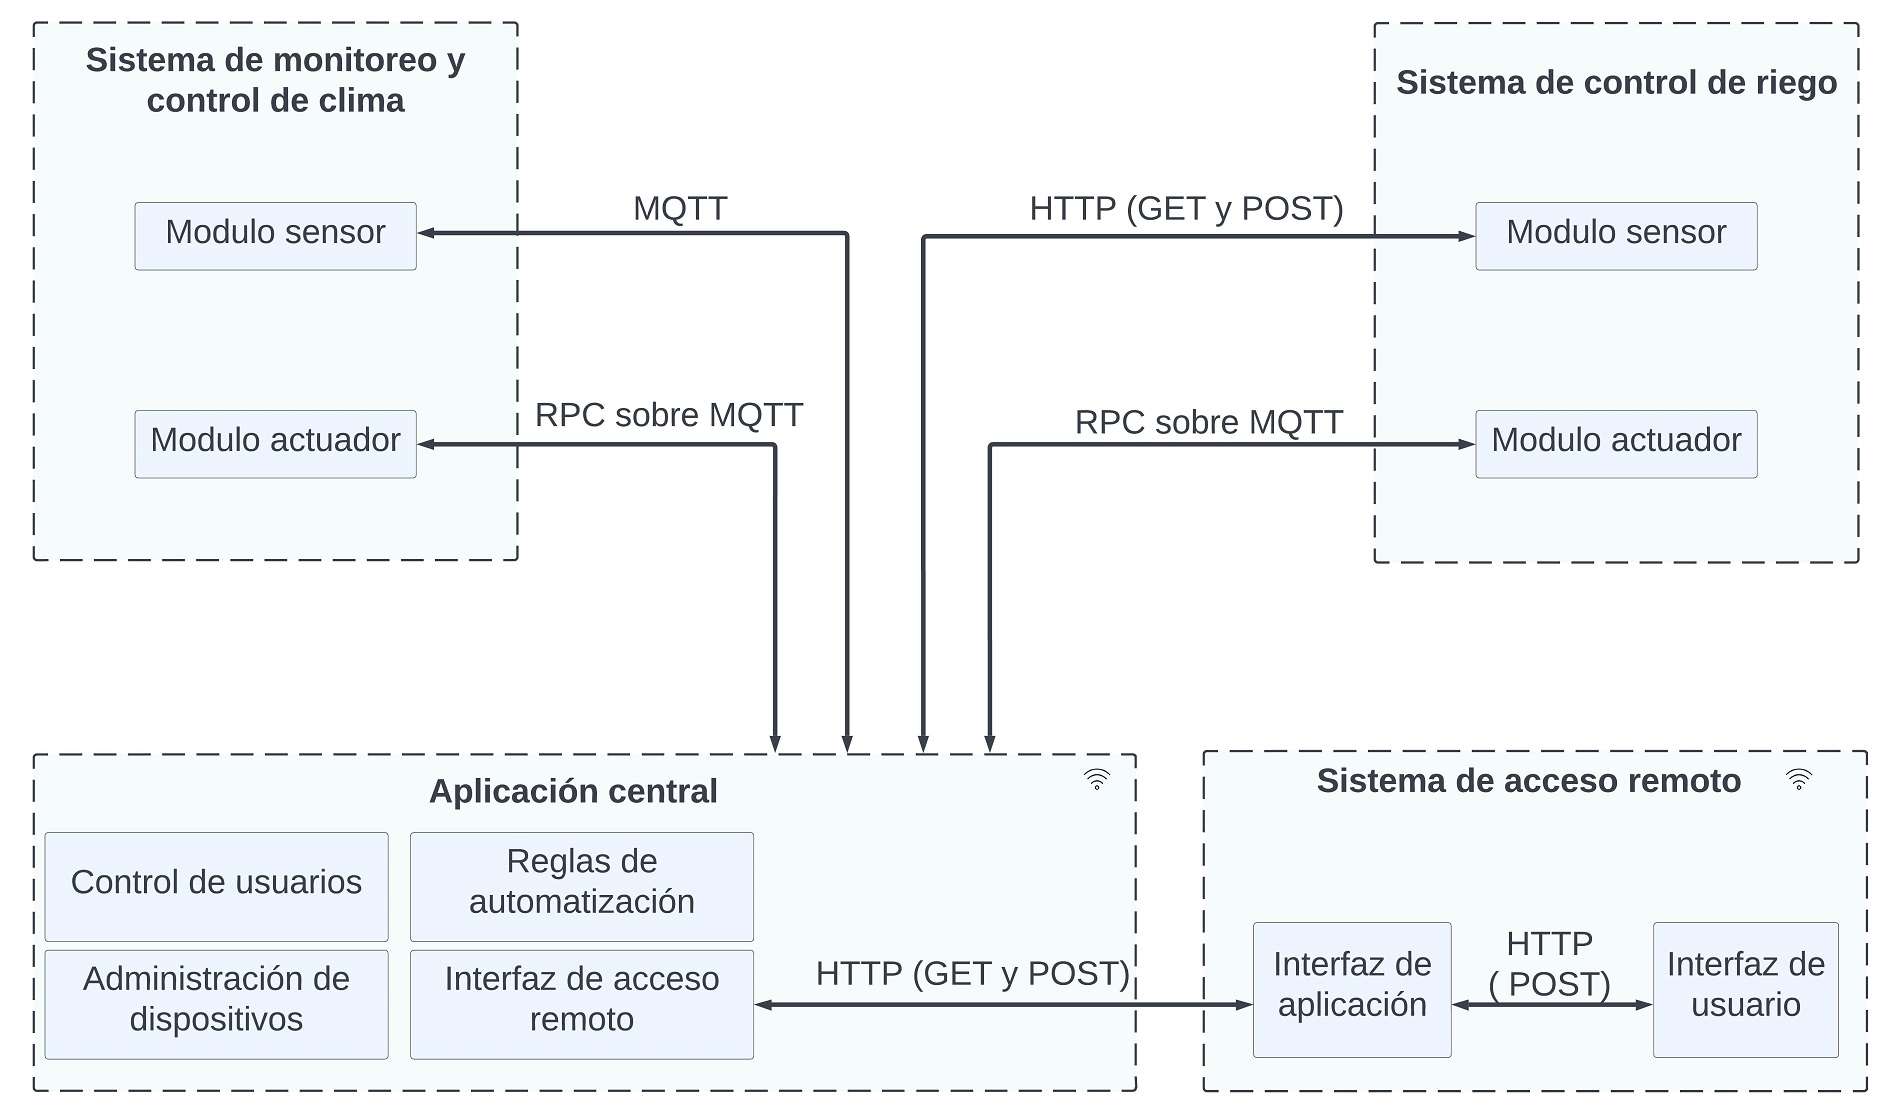 Sistema de monitoreo y
control de clima
Sistema de control de riego
MQTT
HTTP (GET y POST)
Modulo sensor
Modulo sensor
RPC sobre MQTT
RPC sobre MQTT
Modulo actuador
Modulo actuador
Aplicación central
Sistema de acceso remoto
Control de usuarios
Reglas de
automatización
Administración de
dispositivos
Interfaz de acceso
remoto
HTTP (GET y POST)
Interfaz de
aplicación
HTTP
( POST)
Interfaz de
usuario